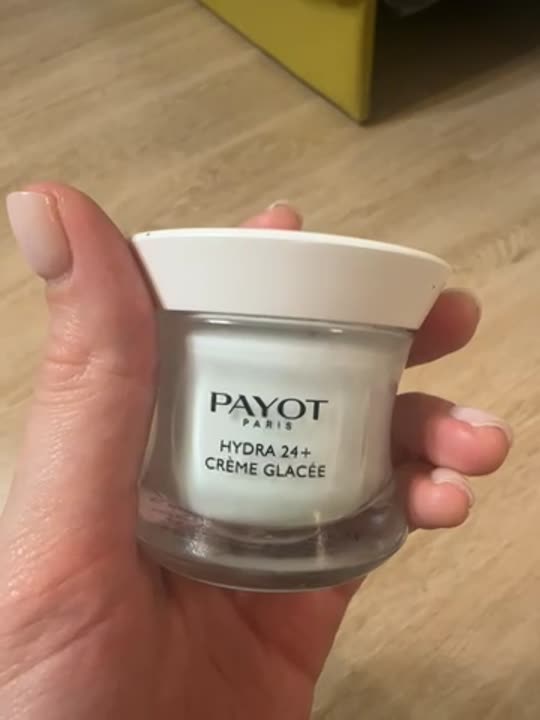 PAYOT
PARIS
HYDRA 24+
CRÈME GLACÉE